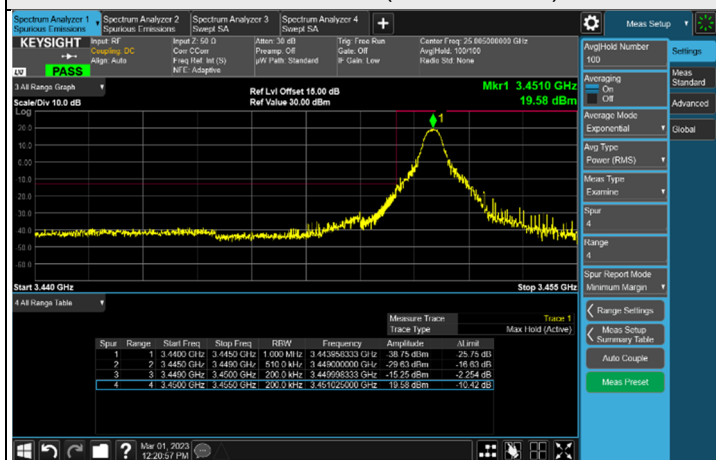 Spectrum Analyzer 1
Spurious Emissions
Spectrum Analyzer 2
Spurious Emissions
Spectrum Analyzer 3
Swept SA
Spectrum Analyzer 4
Swept SA
+
Meas Setup
KEYSIGHT
LV
PASS
Input: RF
Coupling: DC
Align: Auto
Input Z: 50 Ω
Corr CCorr
Freq Ref: Int (S)
NFE: Adaptive
Atten: 30 dB
Preamp: Off
µW Path: Standard
Trig: Free Run
Gate: Off
IF Gain: Low
Center Freq: 25.005000000 GHz
Avg|Hold: 100/100
Radio Std: None
3 All Range Graph
Scale/Div 10.0 dB
Ref Lvl Offset 15.00 dB
Ref Value 30.00 dBm
Mkr1 3.4510 GHz
19.58 dBm
Log
20.0
10.0
0.00
10.0
20.0
30.0
40.0
50.0
60.0
1
Start 3.440 GHz
Stop 3.455 GHz
4 All Range Table
Measure Trace Trace 1
Trace Type Max Hold (Active)
Spur Range Start Freq Stop Freq RBW Frequency Amplitude ΔLimit
1 1 3.4400 GHz 3.4450 GHz 1.000 MHz 3.443958333 GHz -38.75 dBm -25.75 dB
2 2 3.4450 GHz 3.4490 GHz 510.0 kHz 3.449000000 GHz -29.63 dBm -16.63 dB
3 3 3.4490 GHz 3.4500 GHz 200.0 kHz 3.449998333 GHz -15.25 dBm -2.254 dB
4 4 3.4500 GHz 3.4550 GHz 200.0 kHz 3.451025000 GHz 19.58 dBm -10.42 dB
Avg|Hold Number
100
Averaging
On
Off
Average Mode
Exponential
Avg Type
Power (RMS)
Meas Type
Examine
Spur
4
Range
4
Spur Report Mode
Minimum Margin
Range Settings
Meas Setup
Summary Table
Auto Couple
Meas Preset
Settings
Meas
Standard
Advanced
Global
?
Mar 01, 2023
12:20:57 PM